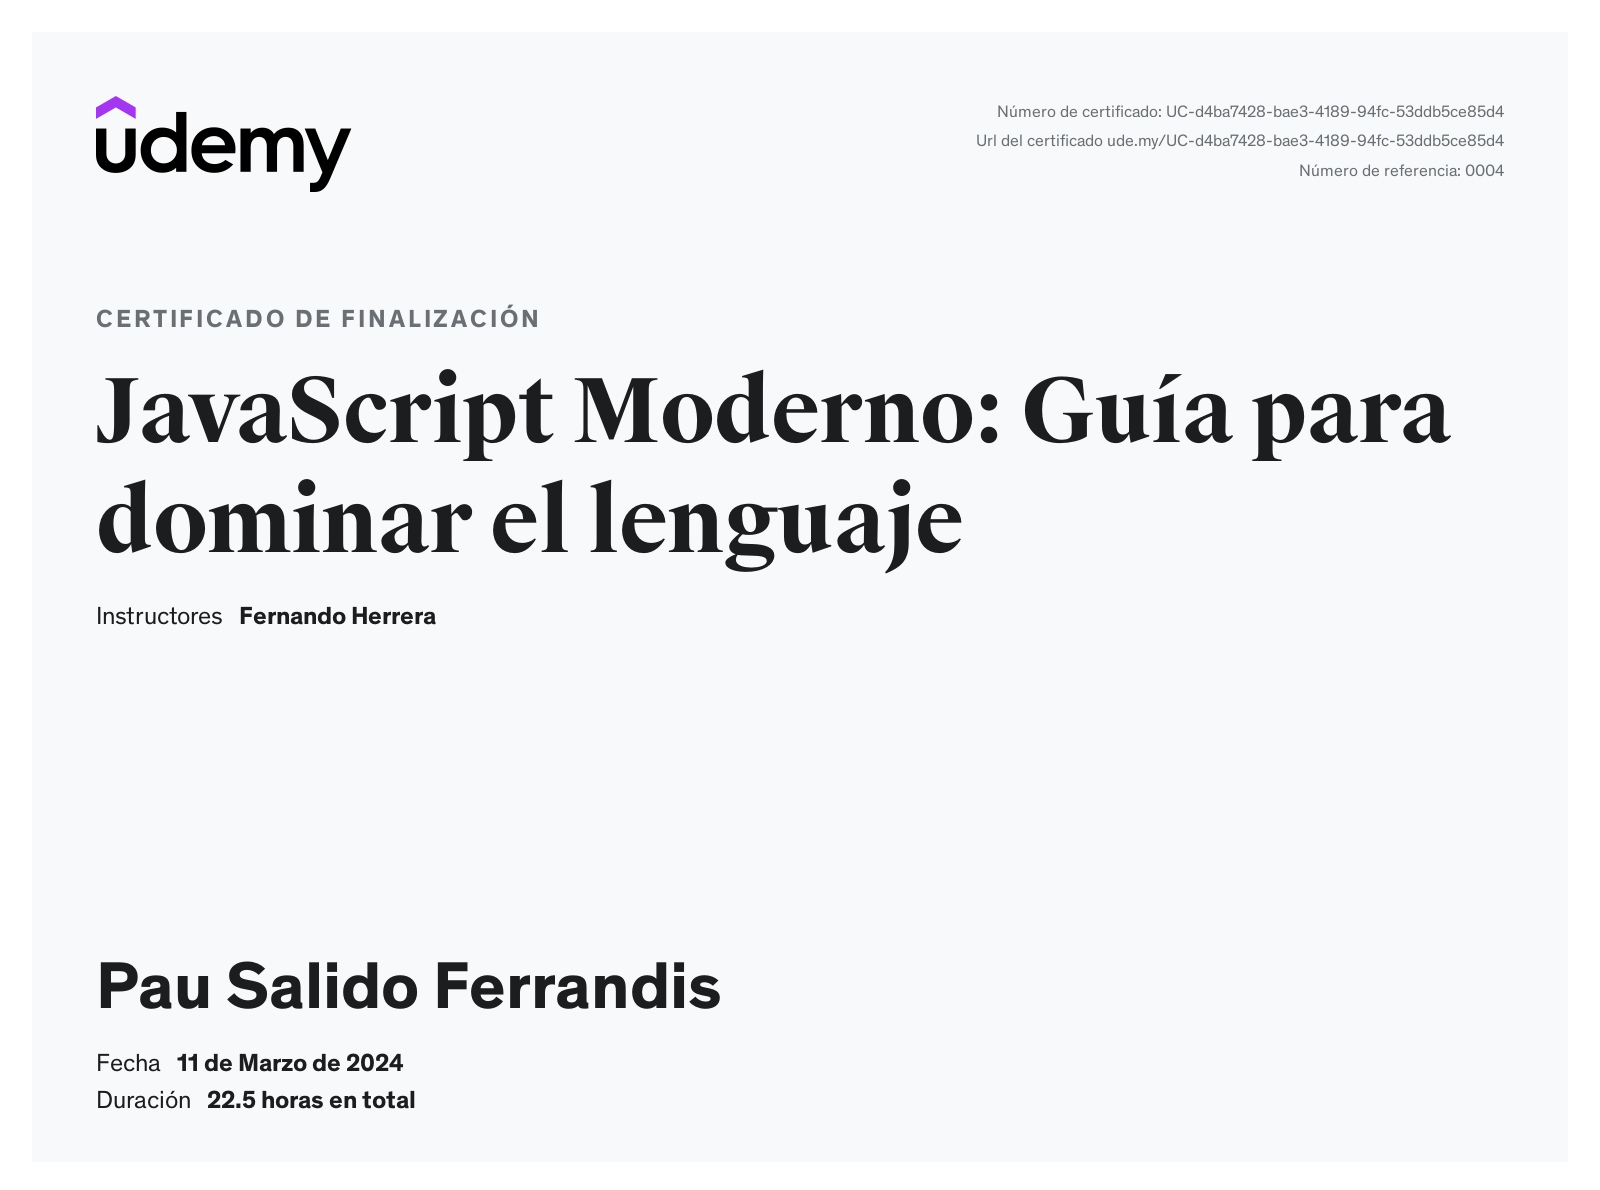 udemy
Número de certificado: UC-d4ba7428-bae3-4189-94fc-53ddb5ce85d4
Url del certificado ude.my/UC-d4ba7428-bae3-4189-94fc-53ddb5ce85d4
Número de referencia: 0004
CERTIFICADO DE FINALIZACIÓN
JavaScript Moderno: Guía para
dominar el lenguaje
Instructores Fernando Herrera
Pau Salido Ferrandis
Fecha 11 de Marzo de 2024
Duración 22.5 horas en total